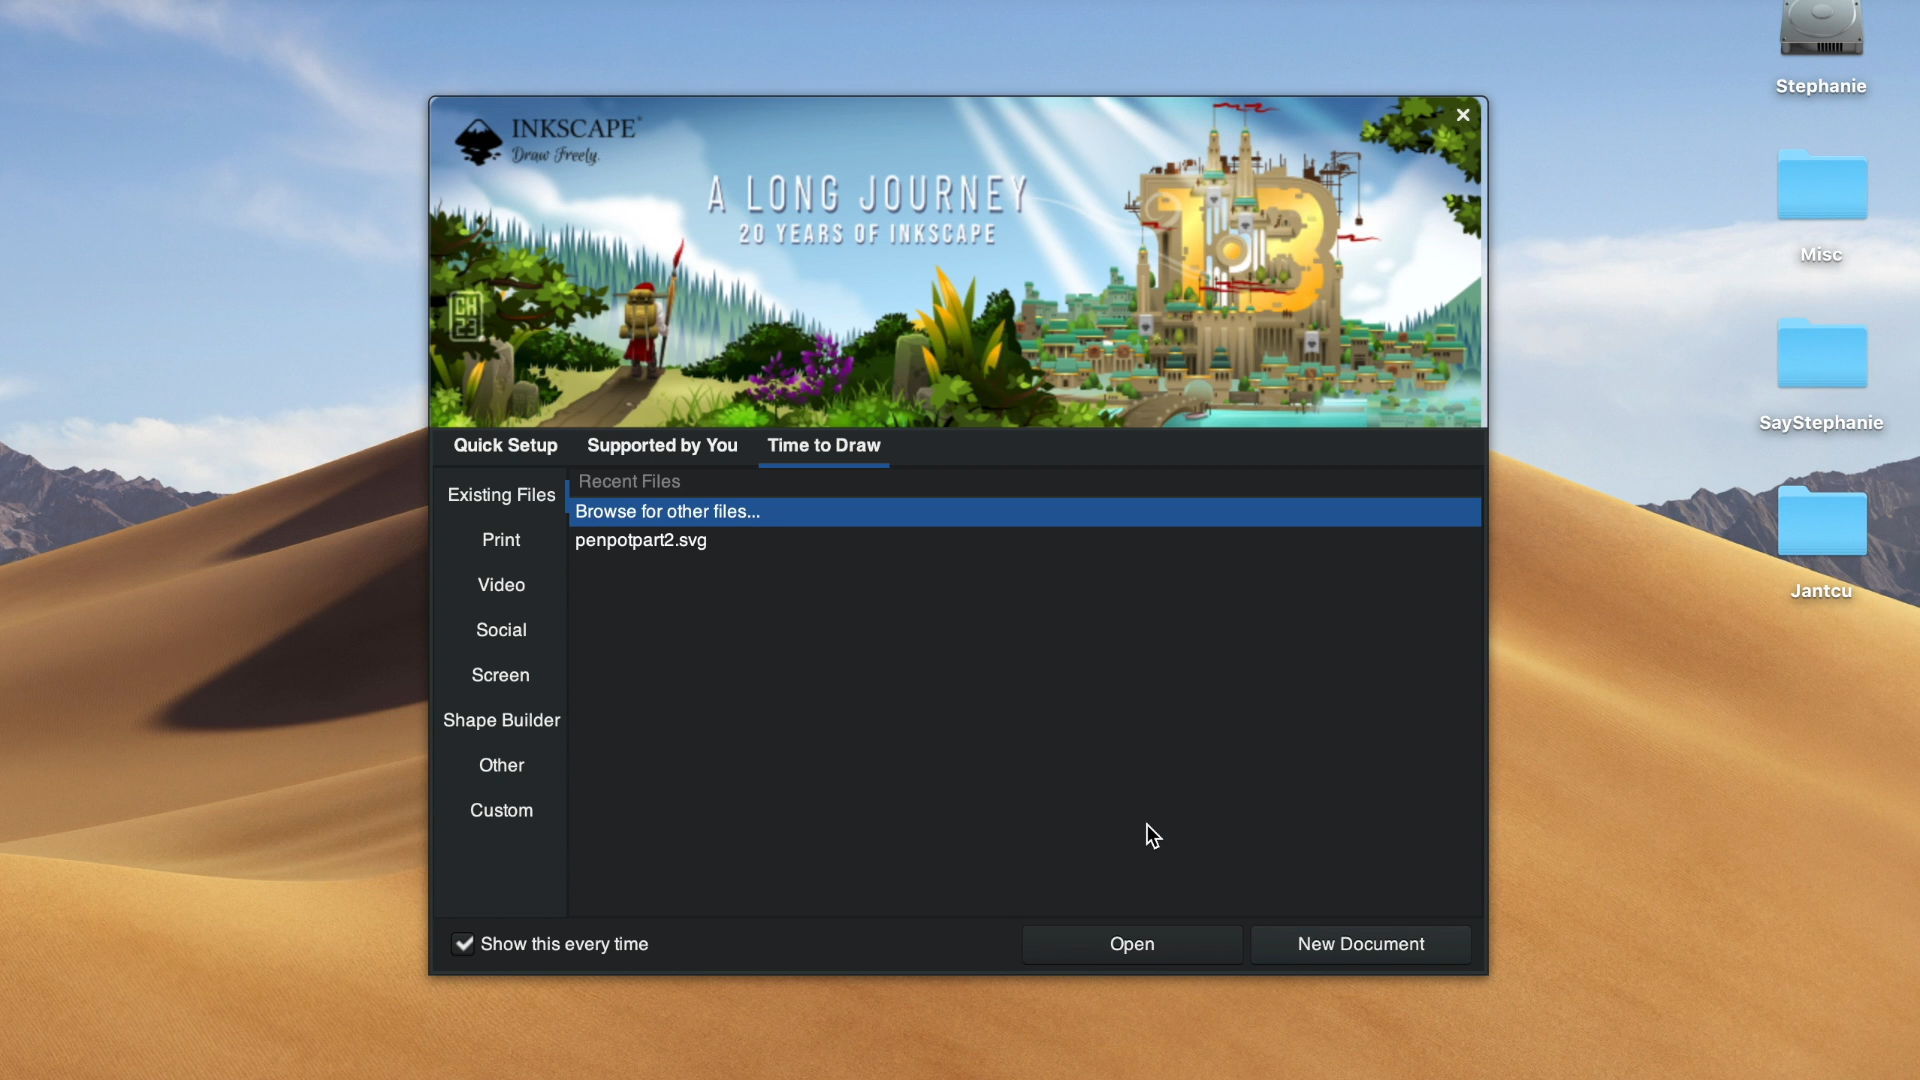 INKSCAPE
Draw Freely.
A LONG JOURNEY
20 YEARS OF INKSCAPE
CH
23
Quick Setup
Supported by You
Time to Draw
Existing Files
Print
Video
Social
Screen
Shape Builder
Other
Custom
Recent Files
Browse for other files...
penpotpart2.svg
Show this every time
Open
New Document
Stephanie
Misc
SayStephanie
Jantcu